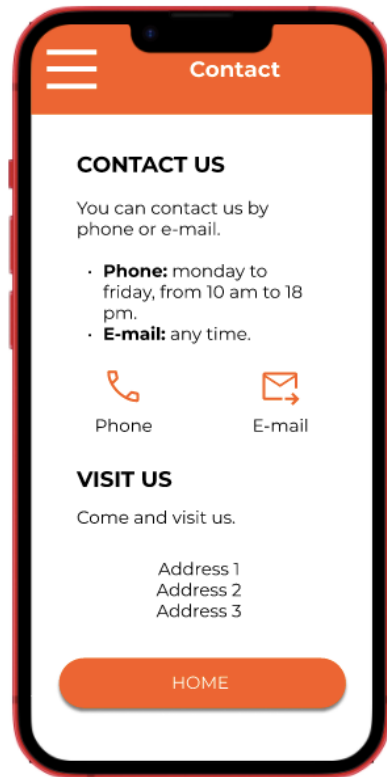 Contact
CONTACT US
You can contact us by
phone or e-mail.
· Phone: monday to
friday, from 10 am to 18
pm.
· E-mail: any time.
Phone E-mail
VISIT US
Come and visit us.
Address 1
Address 2
Address 3
HOME